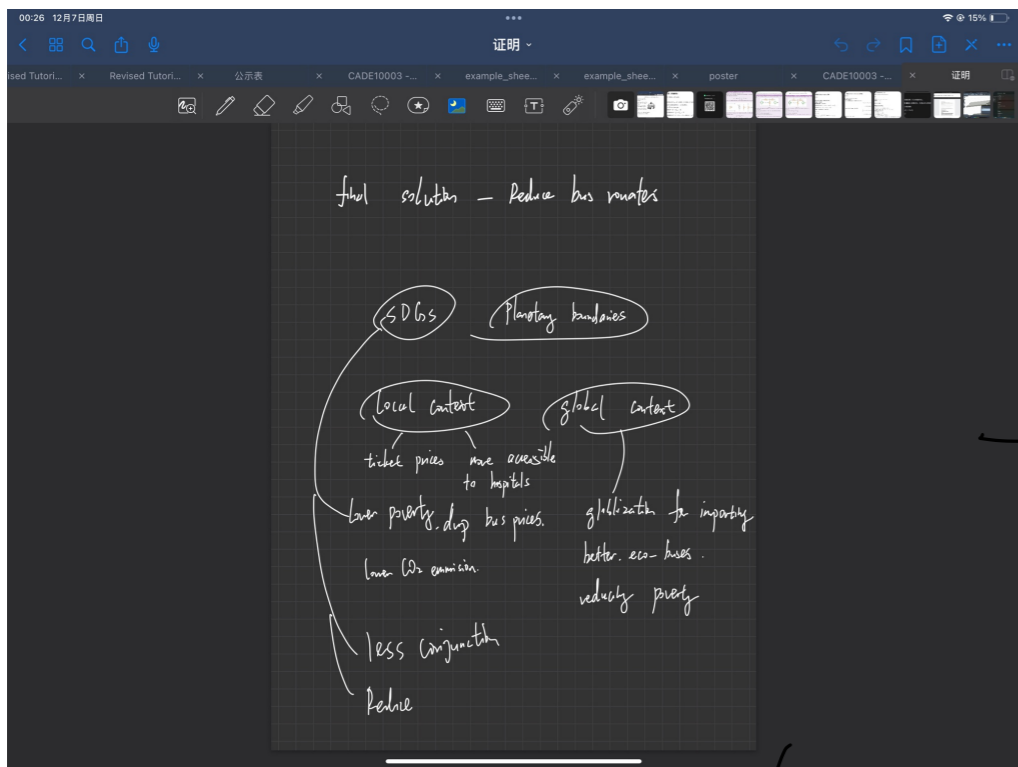 00:26 12月7日周日
15%
证明
ised Tutori...
Revised Tutori...
公示表
CADE10003 -...
example_shee...
example_shee...
poster
CADE10003 -...
证明
final solution — Reduce bus rouates
SDGs
Planetary boundaries
local context
global context
ticket prices
more accessible
to hospitals
lower poverty. drop bus prices.
globlization for importing
better. eco-buses.
lower CO2 emmision.
reducing poverty
less conjunction
Reduce